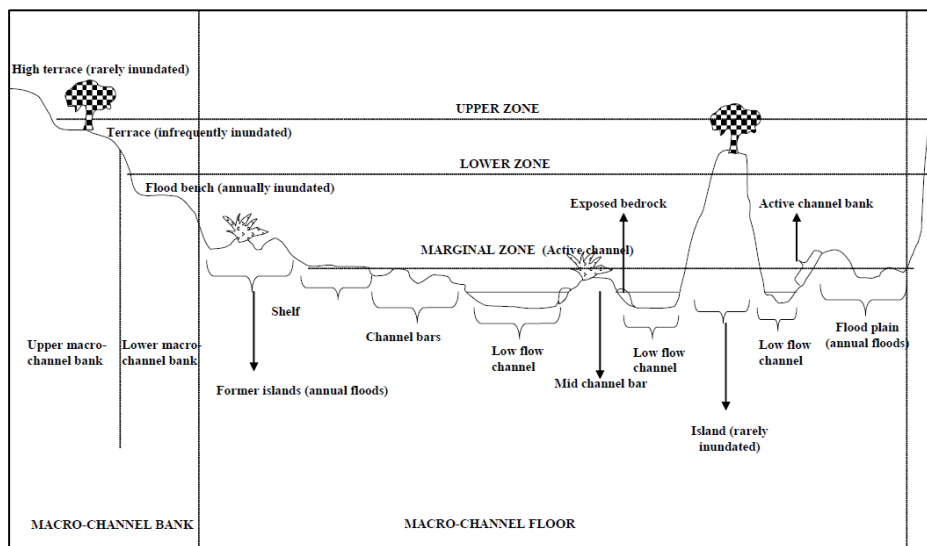 High terrace (rarely inundated)
UPPER ZONE
Terrace (infrequently inundated)
LOWER ZONE
Flood bench (annually inundated)
Exposed bedrock
Active channel bank
MARGINAL ZONE (Active channel)
Shelf
Channel bars
Low flow
channel
Mid channel bar
Low flow
channel
Low flow
channel
Flood plain
(annual floods)
Upper macro-
channel bank
Lower macro-
channel bank
Former islands (annual floods)
Island (rarely
inundated)
MACRO-CHANNEL BANK
MACRO-CHANNEL FLOOR